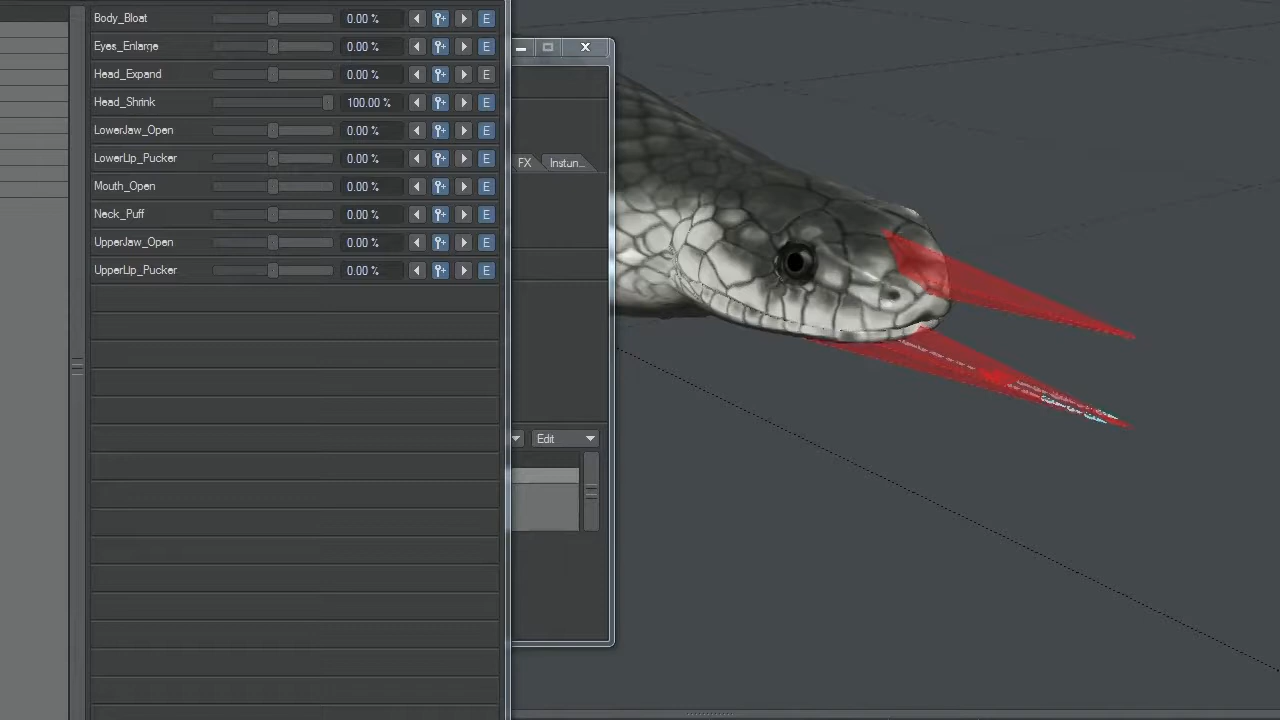 Body_Bloat 0.00 % E
Eyes_Enlarge 0.00 % E
Head_Expand 0.00 % E
Head_Shrink 100.00 % E
LowerJaw_Open 0.00 % E
LowerLip_Pucker 0.00 % E
Mouth_Open 0.00 % E
Neck_Puff 0.00 % E
UpperJaw_Open 0.00 % E
UpperLip_Pucker 0.00 % E
FX Instun...
Edit